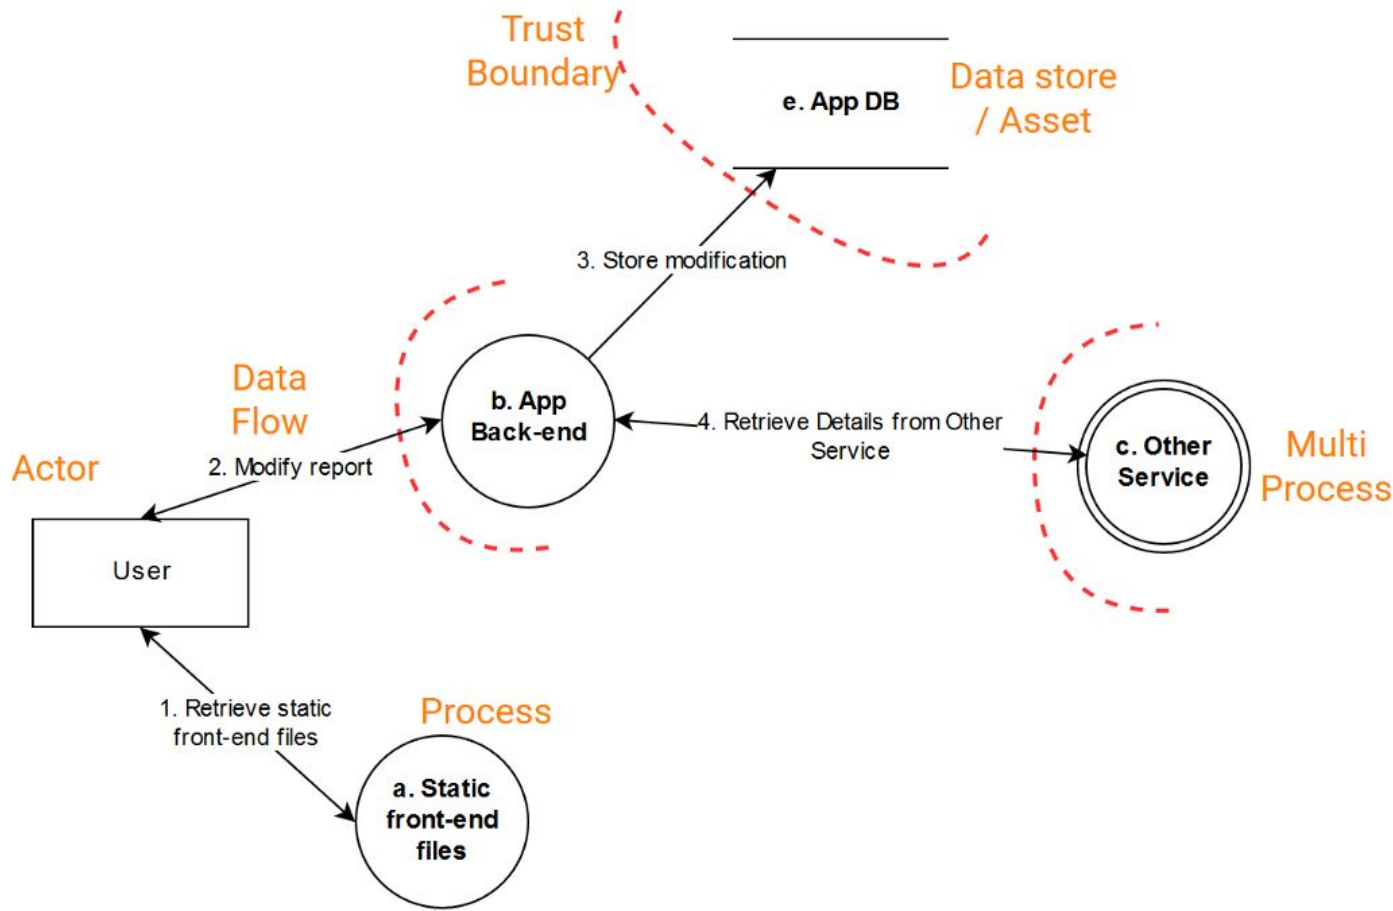 Trust
Boundary
e. App DB
Data store
/ Asset
3. Store modification
Data
Flow
b. App
Back-end
4. Retrieve Details from Other
Service
c. Other
Service
Multi
Process
Actor
2. Modify report
User
1. Retrieve static
front-end files
Process
a. Static
front-end
files